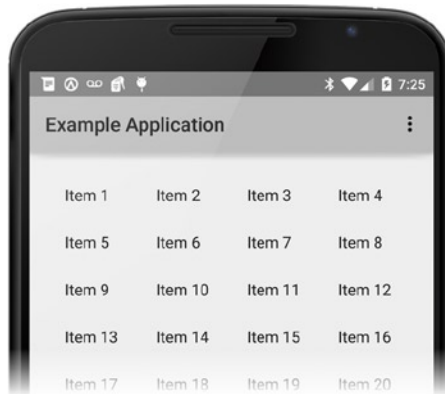 7:25
Example Application
Item 1 Item 2 Item 3 Item 4
Item 5 Item 6 Item 7 Item 8
Item 9 Item 10 Item 11 Item 12
Item 13 Item 14 Item 15 Item 16
Item 17 Item 18 Item 19 Item 20